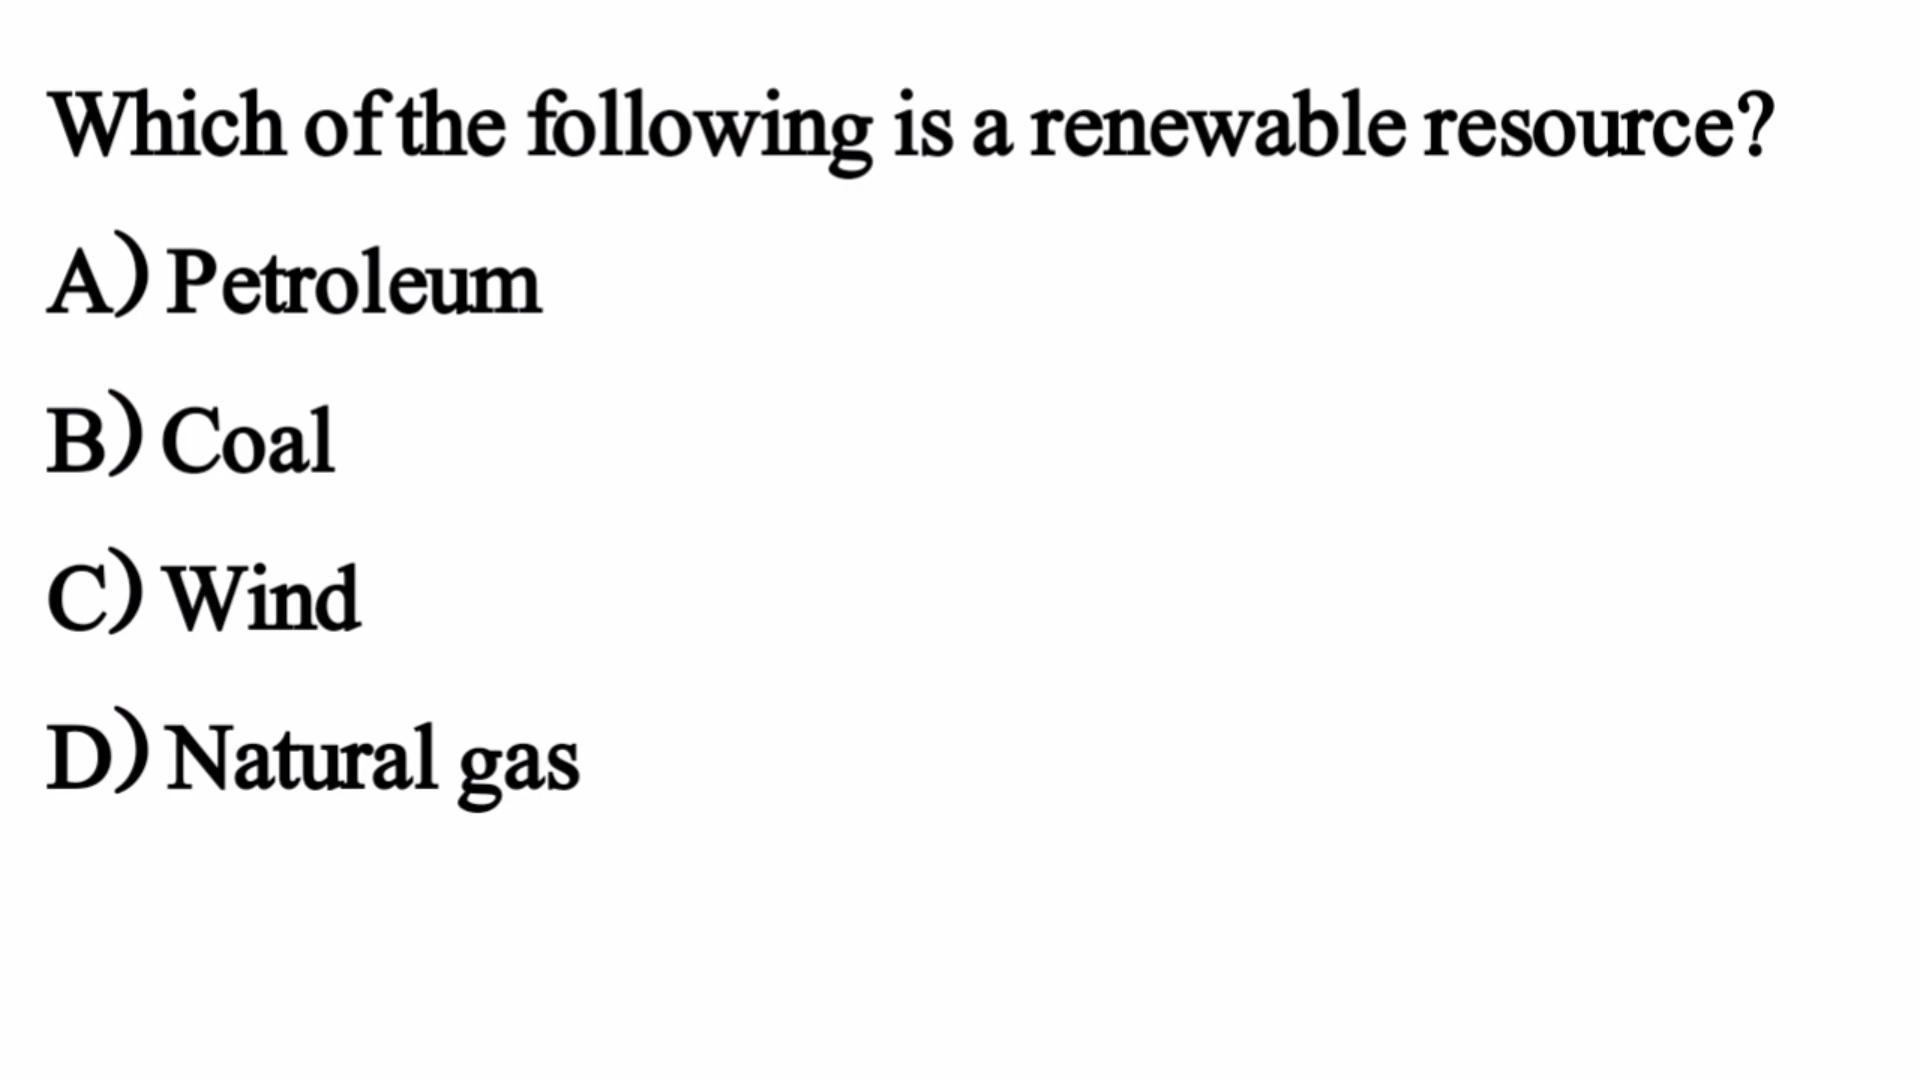 Which of the following is a renewable resource?
A) Petroleum
B) Coal
C) Wind
D) Natural gas